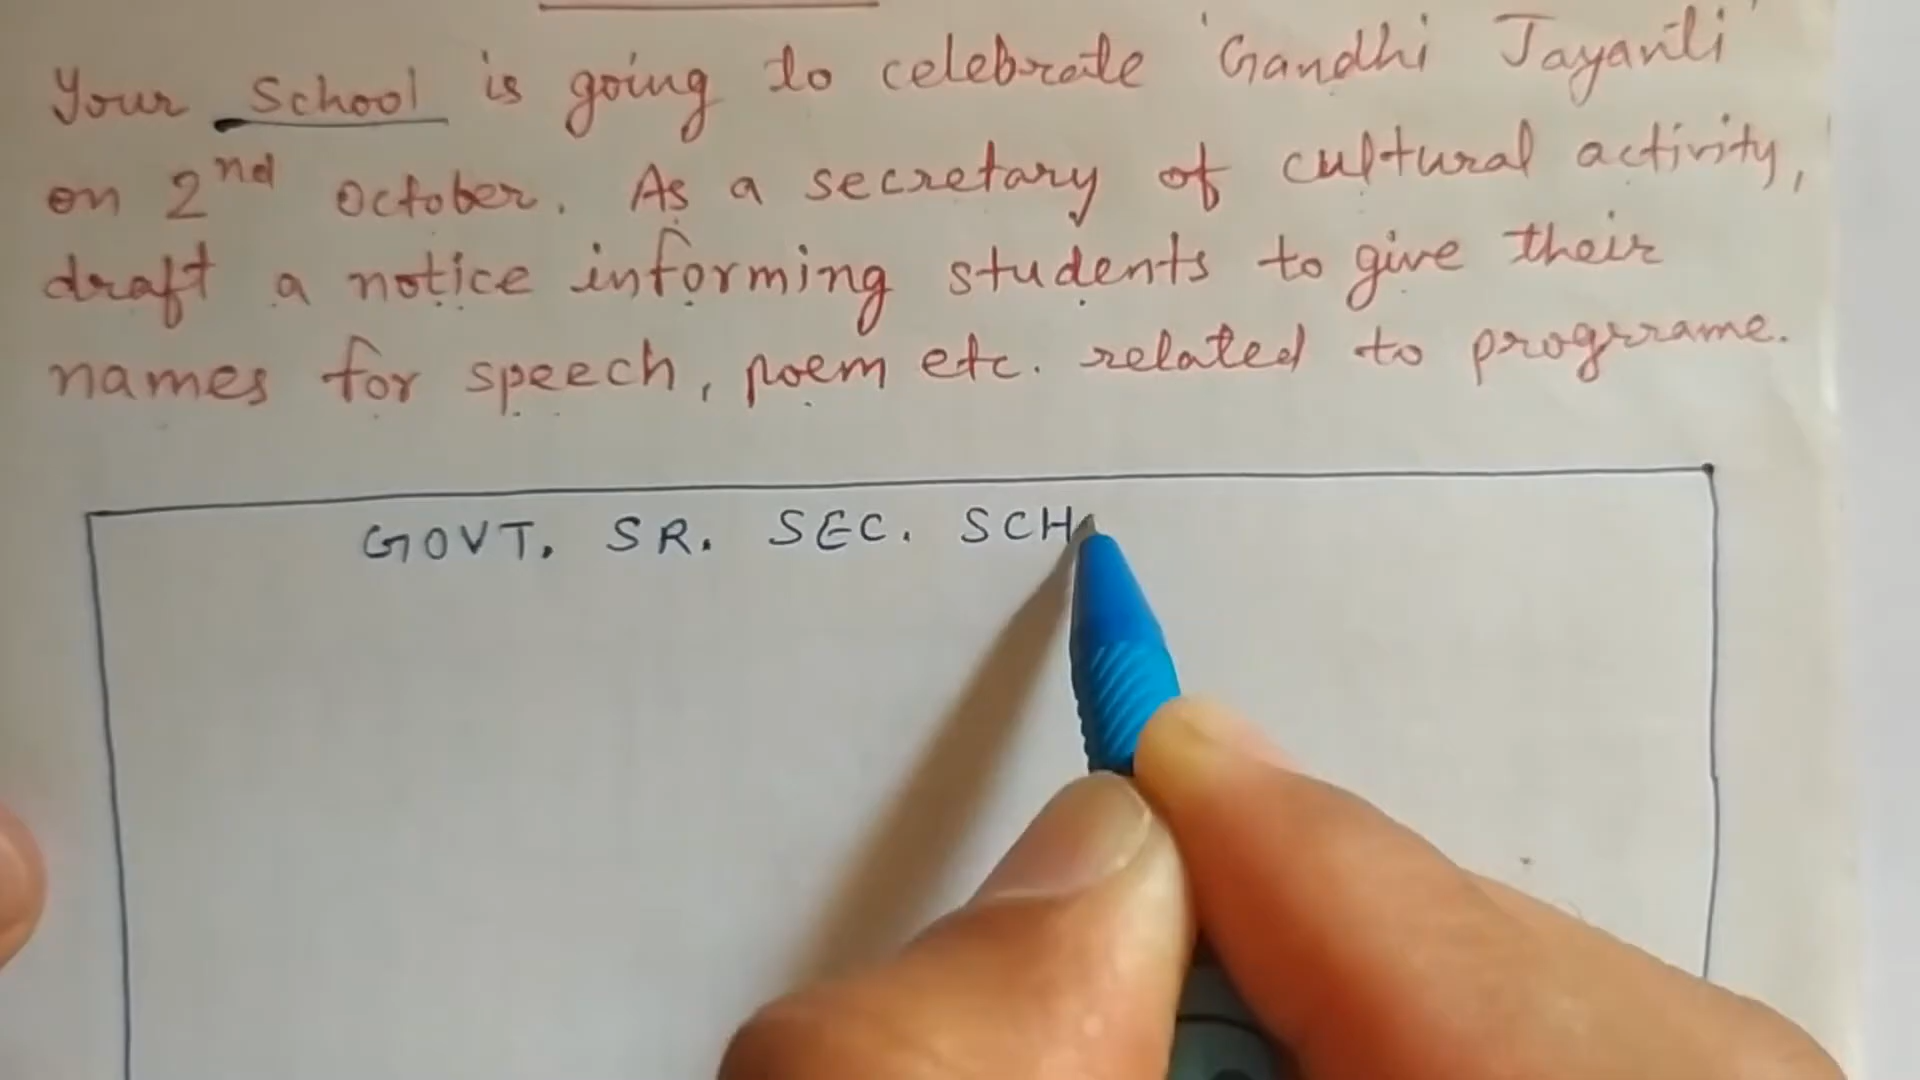 Your School is going to celebrate 'Gandhi Jayanti'
on 2nd October. As a secretary of cultural activity,
draft a notice informing students to give their
names for speech, poem etc. related to progrrame.
GOVT. SR. SEC. SCH